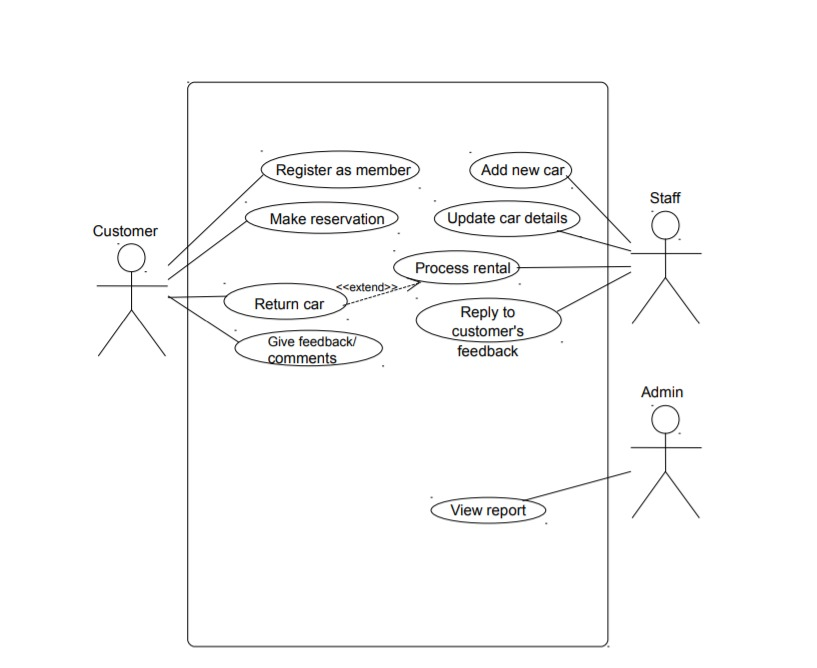 Register as member
Add new car
Staff
Make reservation
Update car details
Customer
Process rental
<<extend>>
Return car
Reply to
customer's
feedback
Give feedback/
comments
Admin
View report